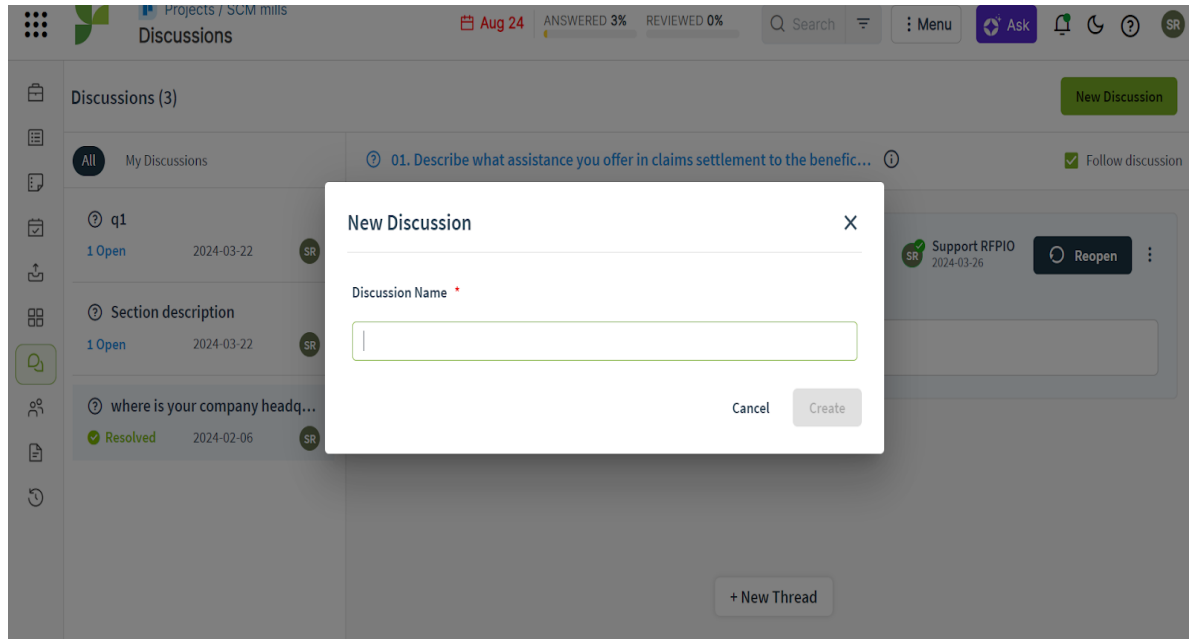 Projects / SCM mills
Discussions
Aug 24
ANSWERED 3%
REVIEWED 0%
Search
Menu
Ask
SR
Discussions (3)
New Discussion
All
My Discussions
01. Describe what assistance you offer in claims settlement to the benefic...
Follow discussion
q1
1 Open
2024-03-22
SR
Section description
1 Open
2024-03-22
SR
where is your company headq...
Resolved
2024-02-06
SR
New Discussion
Discussion Name *
Cancel
Create
SR
Support RFPIO
2024-03-26
Reopen
+ New Thread